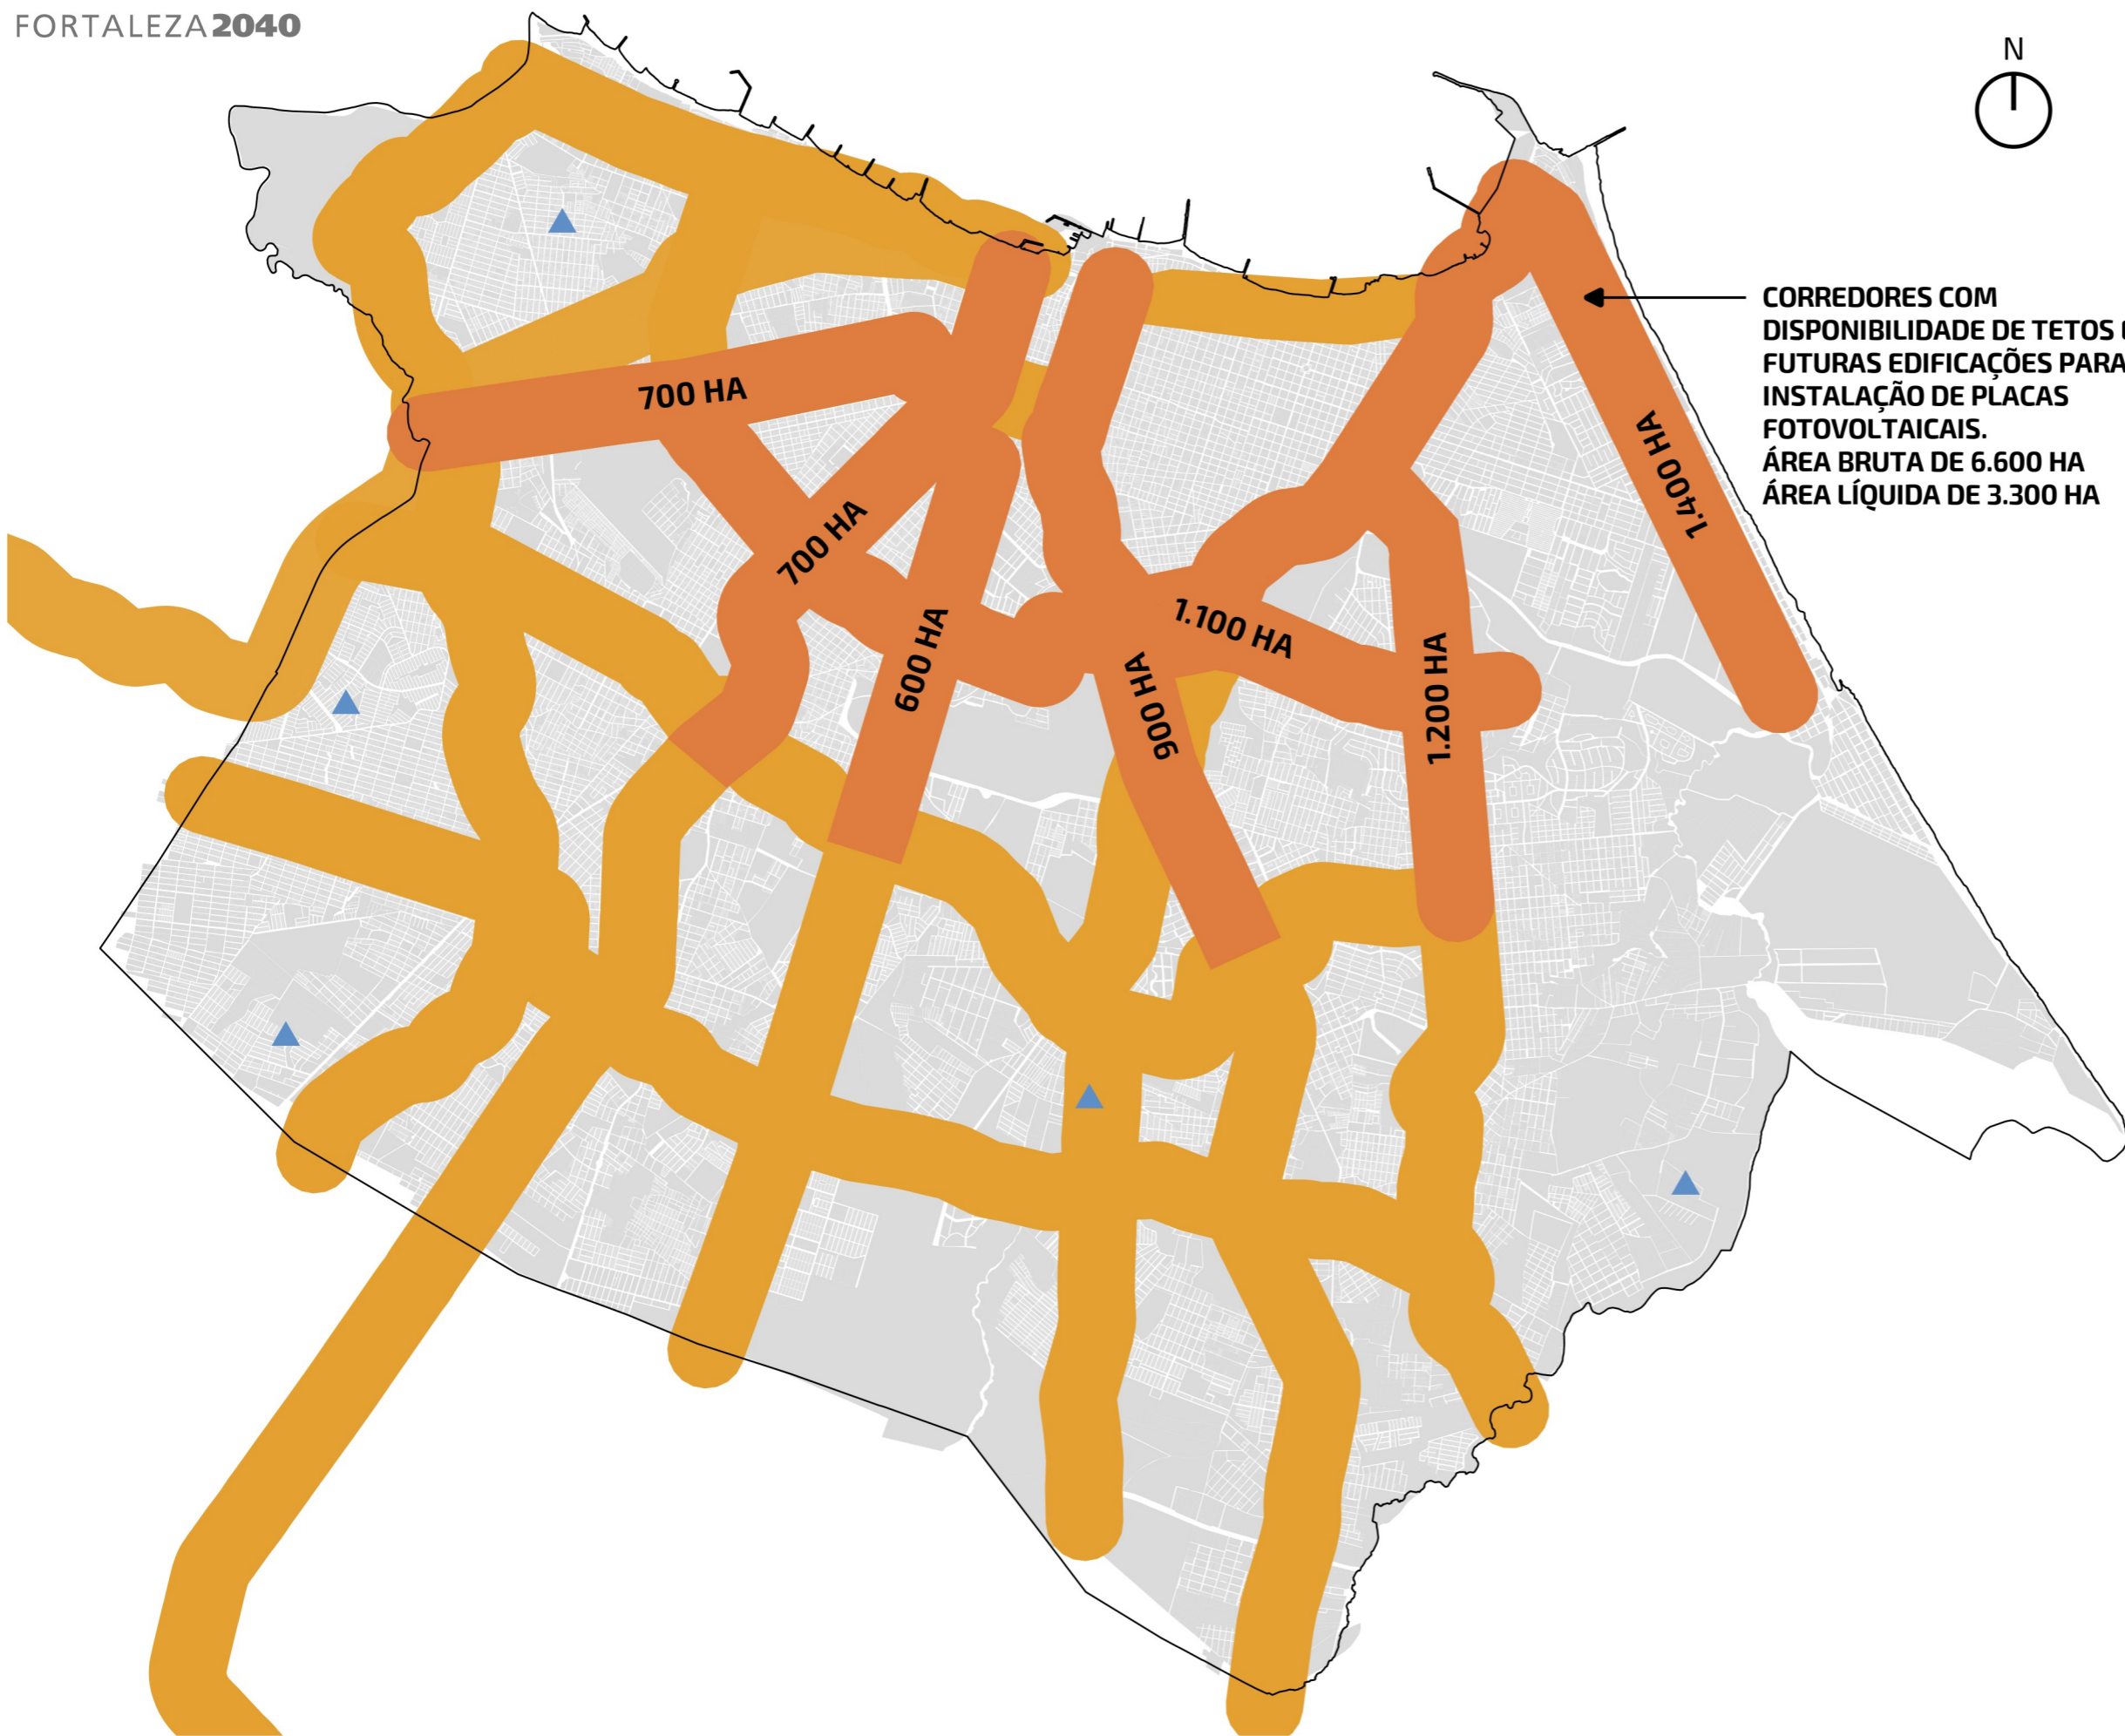 FORTALEZA2040
N
CORREDORES COM
DISPONIBILIDADE DE TETOS
FUTURAS EDIFICAÇÕES PARA
INSTALAÇÃO DE PLACAS
FOTOVOLTAICAIS.
ÁREA BRUTA DE 6.600 HA
ÁREA LÍQUIDA DE 3.300 HA
700 HA
1.400 HA
700 HA
600 HA
1.100 HA
900 HA
1.200 HA